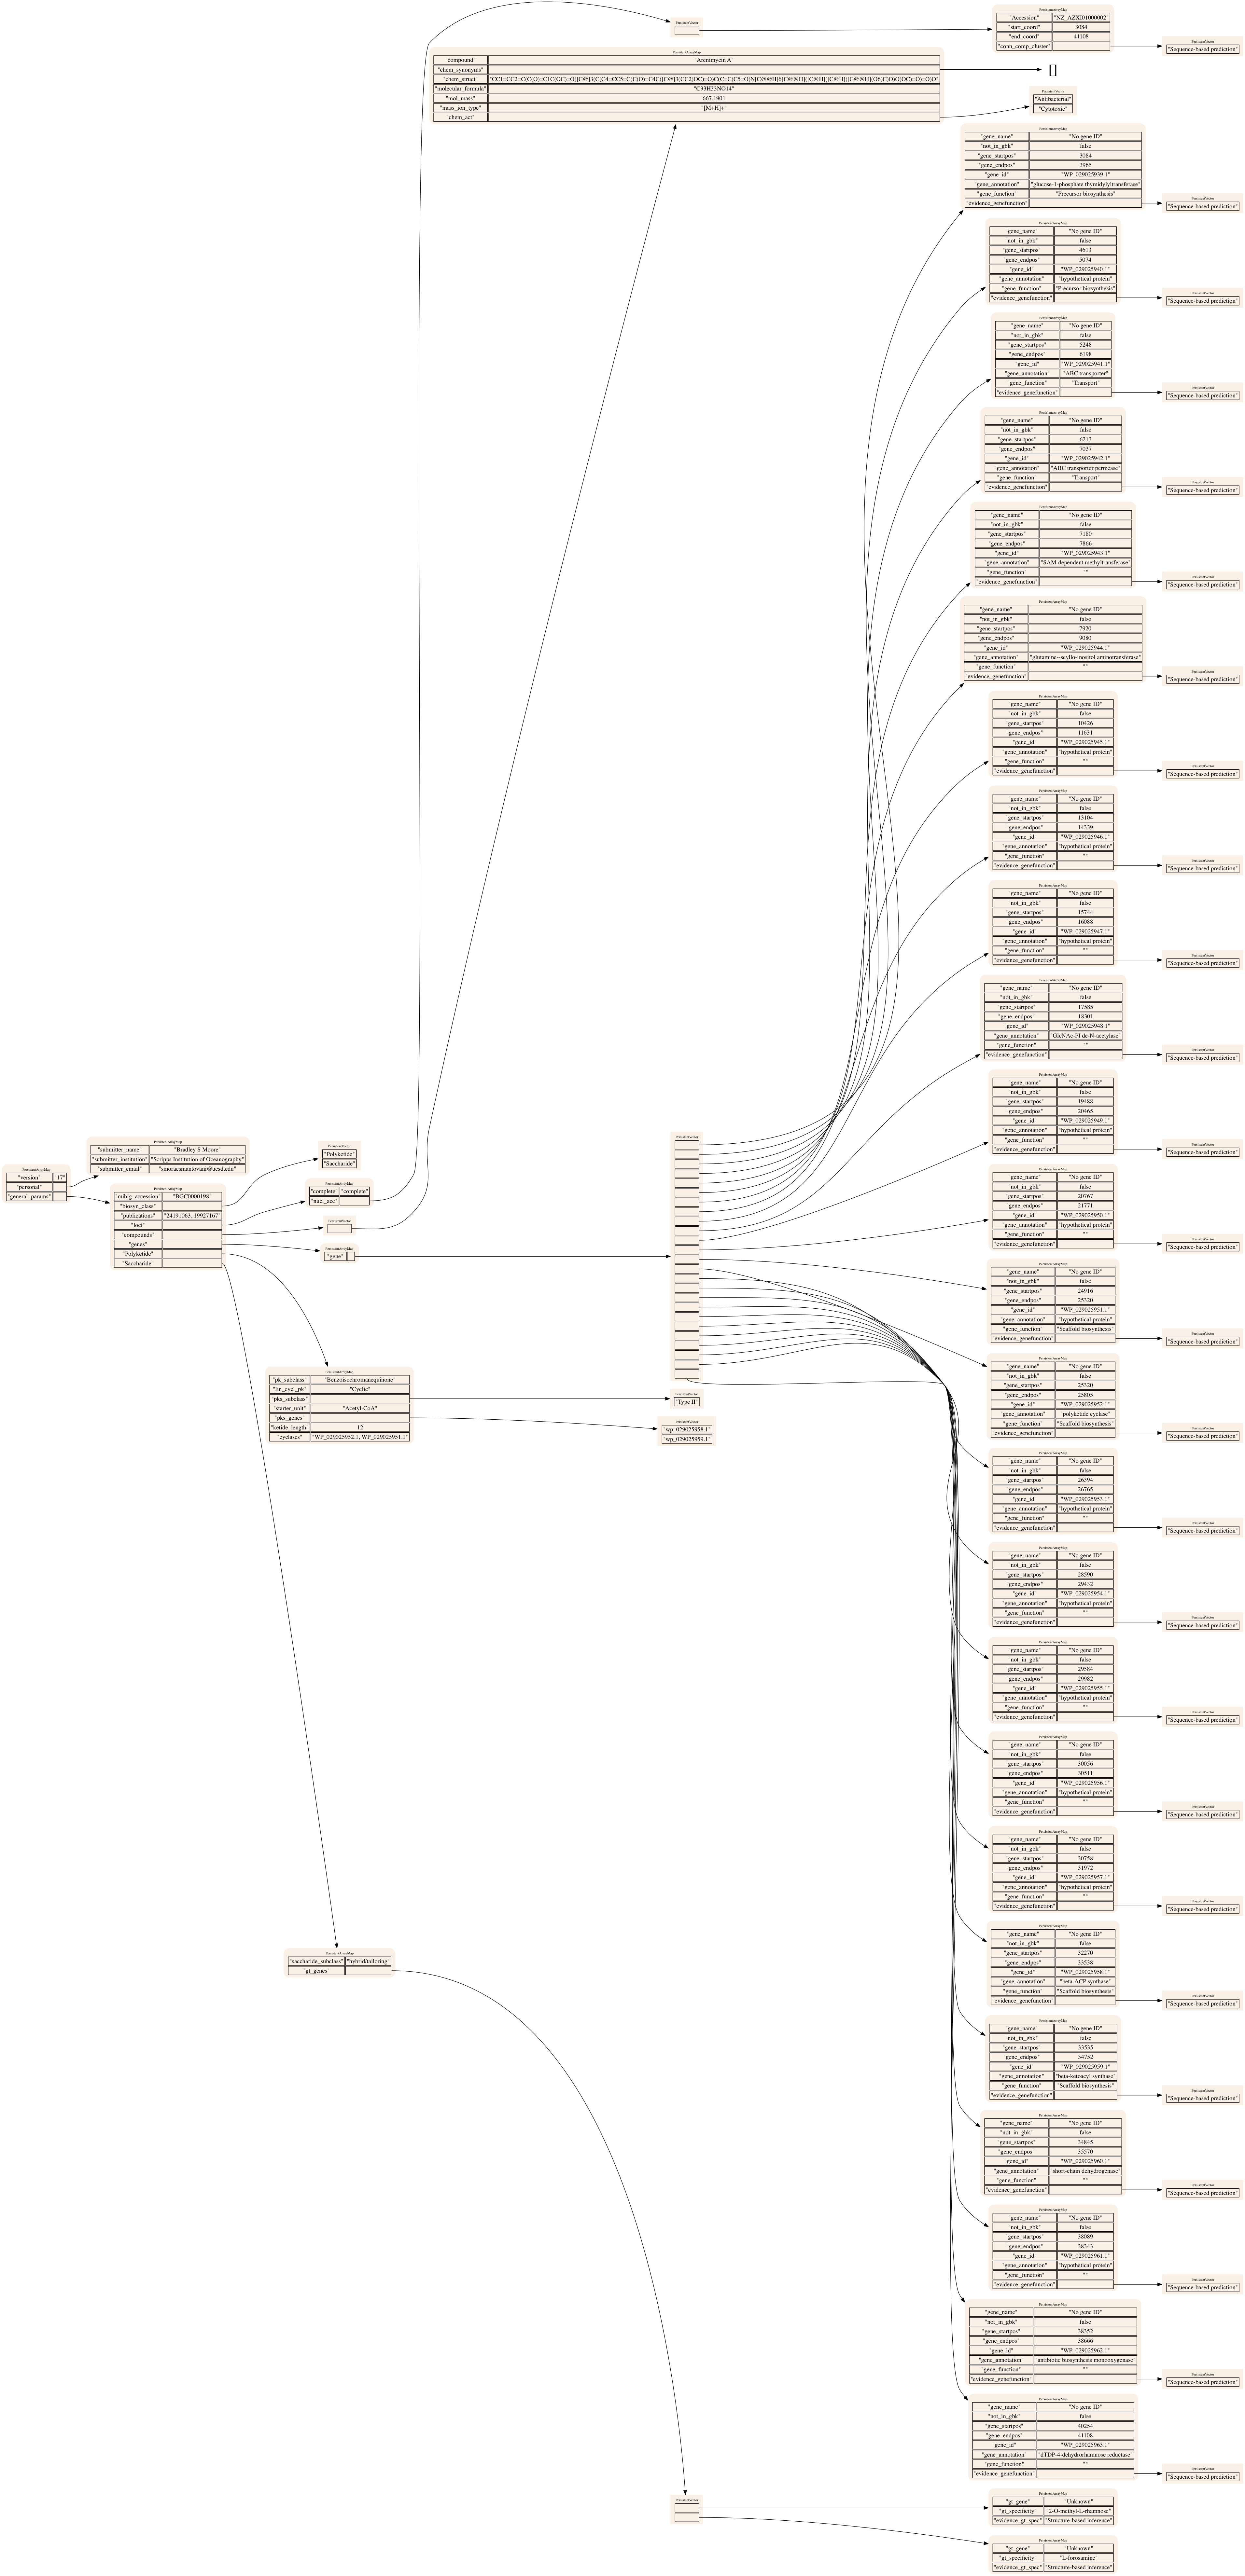 PersistentArrayMap
"version" "17"
"personal"
"general_params"
PersistentArrayMap
"submitter_name" "Bradley S Moore"
"submitter_institution" "Scripps Institution of Oceanography"
"submitter_email" "smoraesmantovani@ucsd.edu"
PersistentArrayMap
"mibig_accession" "BGC0000198"
"biosyn_class"
"publications" "24191063, 19927167"
"loci"
"compounds"
"genes"
"Polyketide"
"Saccharide"
PersistentVector
"Polyketide"
"Saccharide"
PersistentArrayMap
"complete" "complete"
"nucl_acc"
PersistentVector
PersistentArrayMap
"gene"
PersistentArrayMap
"pk_subclass" "Benzoisochromanequinone"
"lin_cycl_pk" "Cyclic"
"pks_subclass"
"starter_unit" "Acetyl-CoA"
"pks_genes"
"ketide_length" 12
"cyclases" "WP_029025952.1, WP_029025951.1"
PersistentArrayMap
"saccharide_subclass" "hybrid/tailoring"
"gt_genes"
PersistentVector
PersistentArrayMap
"compound" "Arenimycin A"
"chem_synonyms"
"chem_struct" "CC1=CC2=C(C(O)=C1C(OC)=O)[C@]3(C(C4=CC5=C(C(O)=C4C([C@]3(CC2)OC)=O)C(C=C(C5=O)N[C@@H]6[C@@H]([C@H]([C@H]([C@@H](O6)C)O)O)OC)=O)=O)O"
"molecular_formula" "C33H33NO14"
"mol_mass" 667.1901
"mass_ion_type" "[M+H]+"
"chem_act"
PersistentVector
PersistentVector
"Type II"
PersistentVector
"wp_029025958.1"
"wp_029025959.1"
PersistentVector
PersistentArrayMap
"Accession" "NZ_AZXI01000002"
"start_coord" 3084
"end_coord" 41108
"conn_comp_cluster"
PersistentVector
"Sequence-based prediction"
[]
PersistentVector
"Antibacterial"
"Cytotoxic"
PersistentArrayMap
"gene_name" "No gene ID"
"not_in_gbk" false
"gene_startpos" 3084
"gene_endpos" 3965
"gene_id" "WP_029025939.1"
"gene_annotation" "glucose-1-phosphate thymidylyltransferase"
"gene_function" "Precursor biosynthesis"
"evidence_genefunction"
PersistentVector
"Sequence-based prediction"
PersistentArrayMap
"gene_name" "No gene ID"
"not_in_gbk" false
"gene_startpos" 4613
"gene_endpos" 5074
"gene_id" "WP_029025940.1"
"gene_annotation" "hypothetical protein"
"gene_function" "Precursor biosynthesis"
"evidence_genefunction"
PersistentVector
"Sequence-based prediction"
PersistentArrayMap
"gene_name" "No gene ID"
"not_in_gbk" false
"gene_startpos" 5248
"gene_endpos" 6198
"gene_id" "WP_029025941.1"
"gene_annotation" "ABC transporter"
"gene_function" "Transport"
"evidence_genefunction"
PersistentVector
"Sequence-based prediction"
PersistentArrayMap
"gene_name" "No gene ID"
"not_in_gbk" false
"gene_startpos" 6213
"gene_endpos" 7037
"gene_id" "WP_029025942.1"
"gene_annotation" "ABC transporter permease"
"gene_function" "Transport"
"evidence_genefunction"
PersistentVector
"Sequence-based prediction"
PersistentArrayMap
"gene_name" "No gene ID"
"not_in_gbk" false
"gene_startpos" 7180
"gene_endpos" 7866
"gene_id" "WP_029025943.1"
"gene_annotation" "SAM-dependent methyltransferase"
"gene_function" ""
"evidence_genefunction"
PersistentVector
"Sequence-based prediction"
PersistentArrayMap
"gene_name" "No gene ID"
"not_in_gbk" false
"gene_startpos" 7920
"gene_endpos" 9080
"gene_id" "WP_029025944.1"
"gene_annotation" "glutamine--scyllo-inositol aminotransferase"
"gene_function" ""
"evidence_genefunction"
PersistentVector
"Sequence-based prediction"
PersistentArrayMap
"gene_name" "No gene ID"
"not_in_gbk" false
"gene_startpos" 10426
"gene_endpos" 11631
"gene_id" "WP_029025945.1"
"gene_annotation" "hypothetical protein"
"gene_function" ""
"evidence_genefunction"
PersistentVector
"Sequence-based prediction"
PersistentArrayMap
"gene_name" "No gene ID"
"not_in_gbk" false
"gene_startpos" 13104
"gene_endpos" 14339
"gene_id" "WP_029025946.1"
"gene_annotation" "hypothetical protein"
"gene_function" ""
"evidence_genefunction"
PersistentVector
"Sequence-based prediction"
PersistentArrayMap
"gene_name" "No gene ID"
"not_in_gbk" false
"gene_startpos" 15744
"gene_endpos" 16088
"gene_id" "WP_029025947.1"
"gene_annotation" "hypothetical protein"
"gene_function" ""
"evidence_genefunction"
PersistentVector
"Sequence-based prediction"
PersistentArrayMap
"gene_name" "No gene ID"
"not_in_gbk" false
"gene_startpos" 17585
"gene_endpos" 18301
"gene_id" "WP_029025948.1"
"gene_annotation" "GlcNAc-PI de-N-acetylase"
"gene_function" ""
"evidence_genefunction"
PersistentVector
"Sequence-based prediction"
PersistentArrayMap
"gene_name" "No gene ID"
"not_in_gbk" false
"gene_startpos" 19488
"gene_endpos" 20465
"gene_id" "WP_029025949.1"
"gene_annotation" "hypothetical protein"
"gene_function" ""
"evidence_genefunction"
PersistentVector
"Sequence-based prediction"
PersistentArrayMap
"gene_name" "No gene ID"
"not_in_gbk" false
"gene_startpos" 20767
"gene_endpos" 21771
"gene_id" "WP_029025950.1"
"gene_annotation" "hypothetical protein"
"gene_function" ""
"evidence_genefunction"
PersistentVector
"Sequence-based prediction"
PersistentArrayMap
"gene_name" "No gene ID"
"not_in_gbk" false
"gene_startpos" 24916
"gene_endpos" 25320
"gene_id" "WP_029025951.1"
"gene_annotation" "hypothetical protein"
"gene_function" "Scaffold biosynthesis"
"evidence_genefunction"
PersistentVector
"Sequence-based prediction"
PersistentArrayMap
"gene_name" "No gene ID"
"not_in_gbk" false
"gene_startpos" 25320
"gene_endpos" 25805
"gene_id" "WP_029025952.1"
"gene_annotation" "polyketide cyclase"
"gene_function" "Scaffold biosynthesis"
"evidence_genefunction"
PersistentVector
"Sequence-based prediction"
PersistentArrayMap
"gene_name" "No gene ID"
"not_in_gbk" false
"gene_startpos" 26394
"gene_endpos" 26765
"gene_id" "WP_029025953.1"
"gene_annotation" "hypothetical protein"
"gene_function" ""
"evidence_genefunction"
PersistentVector
"Sequence-based prediction"
PersistentArrayMap
"gene_name" "No gene ID"
"not_in_gbk" false
"gene_startpos" 28590
"gene_endpos" 29432
"gene_id" "WP_029025954.1"
"gene_annotation" "hypothetical protein"
"gene_function" ""
"evidence_genefunction"
PersistentVector
"Sequence-based prediction"
PersistentArrayMap
"gene_name" "No gene ID"
"not_in_gbk" false
"gene_startpos" 29584
"gene_endpos" 29982
"gene_id" "WP_029025955.1"
"gene_annotation" "hypothetical protein"
"gene_function" ""
"evidence_genefunction"
PersistentVector
"Sequence-based prediction"
PersistentArrayMap
"gene_name" "No gene ID"
"not_in_gbk" false
"gene_startpos" 30056
"gene_endpos" 30511
"gene_id" "WP_029025956.1"
"gene_annotation" "hypothetical protein"
"gene_function" ""
"evidence_genefunction"
PersistentVector
"Sequence-based prediction"
PersistentArrayMap
"gene_name" "No gene ID"
"not_in_gbk" false
"gene_startpos" 30758
"gene_endpos" 31972
"gene_id" "WP_029025957.1"
"gene_annotation" "hypothetical protein"
"gene_function" ""
"evidence_genefunction"
PersistentVector
"Sequence-based prediction"
PersistentArrayMap
"gene_name" "No gene ID"
"not_in_gbk" false
"gene_startpos" 32270
"gene_endpos" 33538
"gene_id" "WP_029025958.1"
"gene_annotation" "beta-ACP synthase"
"gene_function" "Scaffold biosynthesis"
"evidence_genefunction"
PersistentVector
"Sequence-based prediction"
PersistentArrayMap
"gene_name" "No gene ID"
"not_in_gbk" false
"gene_startpos" 33535
"gene_endpos" 34752
"gene_id" "WP_029025959.1"
"gene_annotation" "beta-ketoacyl synthase"
"gene_function" "Scaffold biosynthesis"
"evidence_genefunction"
PersistentVector
"Sequence-based prediction"
PersistentArrayMap
"gene_name" "No gene ID"
"not_in_gbk" false
"gene_startpos" 34845
"gene_endpos" 35570
"gene_id" "WP_029025960.1"
"gene_annotation" "short-chain dehydrogenase"
"gene_function" ""
"evidence_genefunction"
PersistentVector
"Sequence-based prediction"
PersistentArrayMap
"gene_name" "No gene ID"
"not_in_gbk" false
"gene_startpos" 38089
"gene_endpos" 38343
"gene_id" "WP_029025961.1"
"gene_annotation" "hypothetical protein"
"gene_function" ""
"evidence_genefunction"
PersistentVector
"Sequence-based prediction"
PersistentArrayMap
"gene_name" "No gene ID"
"not_in_gbk" false
"gene_startpos" 38352
"gene_endpos" 38666
"gene_id" "WP_029025962.1"
"gene_annotation" "antibiotic biosynthesis monooxygenase"
"gene_function" ""
"evidence_genefunction"
PersistentVector
"Sequence-based prediction"
PersistentArrayMap
"gene_name" "No gene ID"
"not_in_gbk" false
"gene_startpos" 40254
"gene_endpos" 41108
"gene_id" "WP_029025963.1"
"gene_annotation" "dTDP-4-dehydrorhamnose reductase"
"gene_function" ""
"evidence_genefunction"
PersistentVector
"Sequence-based prediction"
PersistentVector
PersistentArrayMap
"gt_gene" "Unknown"
"gt_specificity" "2-O-methyl-L-rhamnose"
"evidence_gt_spec" "Structure-based inference"
PersistentArrayMap
"gt_gene" "Unknown"
"gt_specificity" "L-forosamine"
"evidence_gt_spec" "Structure-based inference"